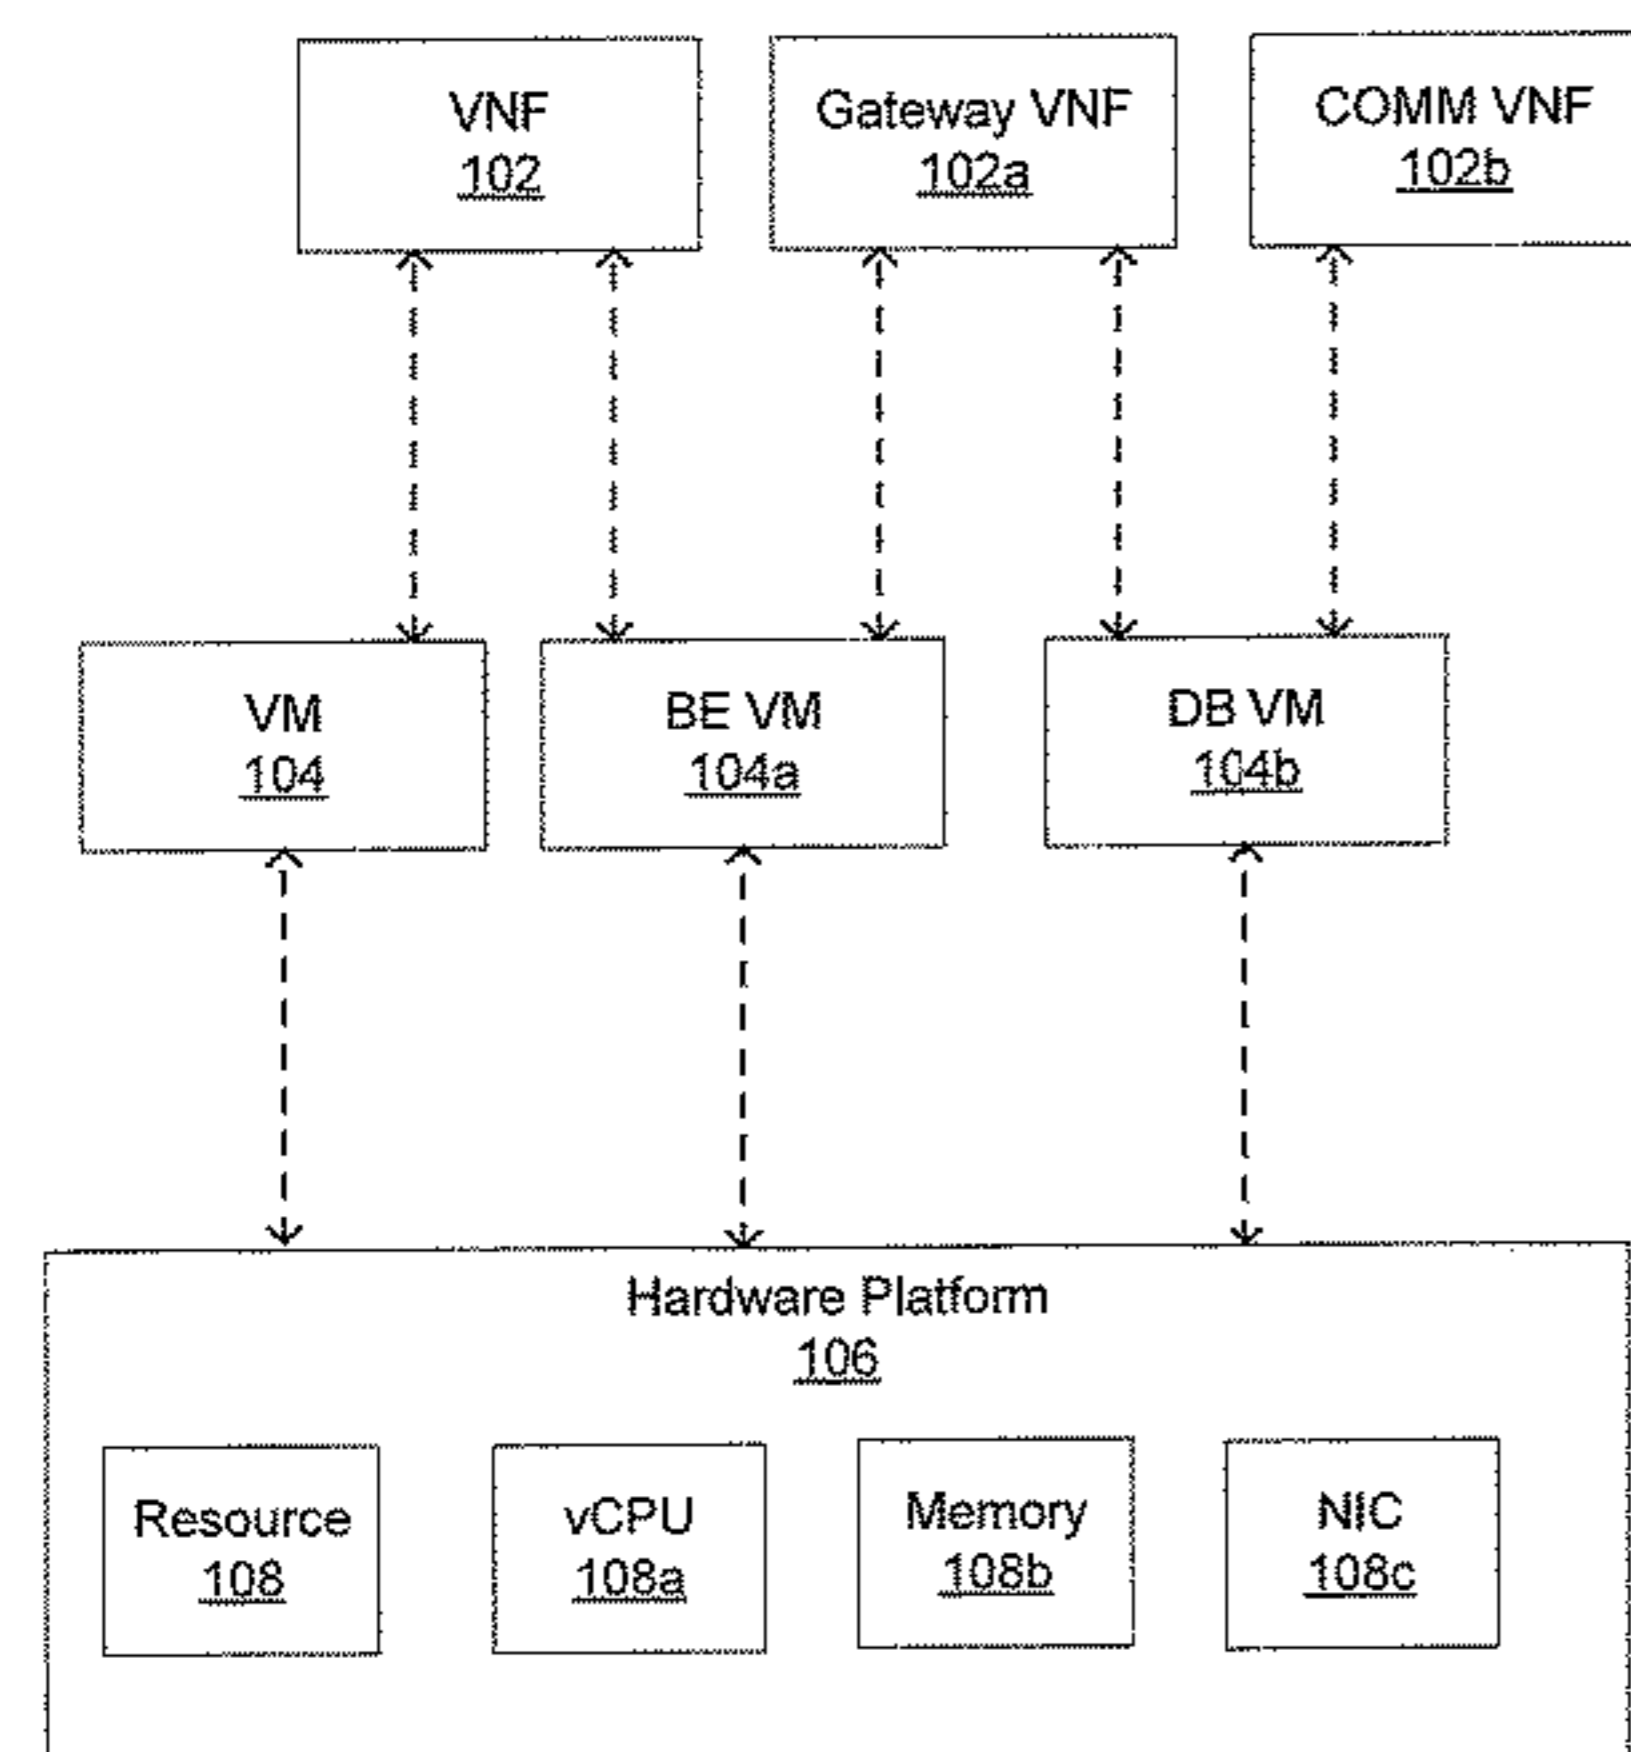 VNF
102
Gateway VNF
102a
COMM VNF
102b
VM
104
BE VM
104a
DB VM
104b
Hardware Platform
106
Resource
108
vCPU
108a
Memory
108b
NIC
108c